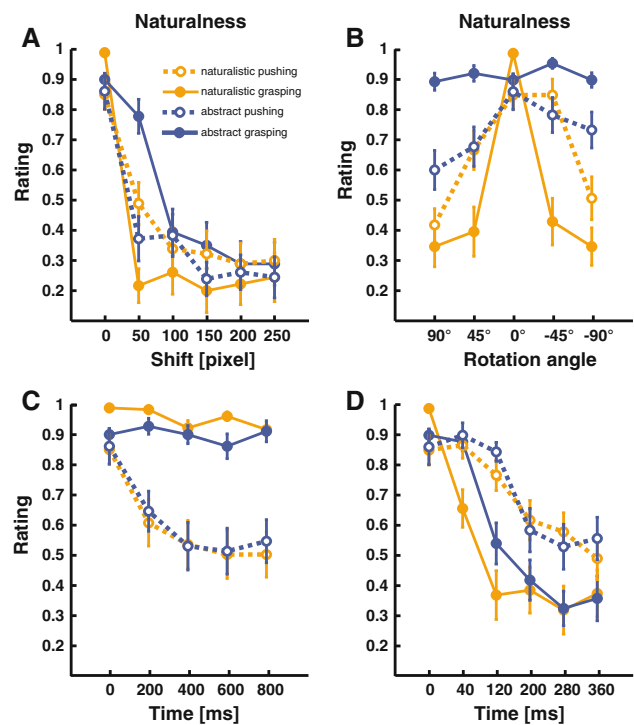 Naturalness
A
Rating
1
0.9
0.8
0.7
0.6
0.5
0.4
0.3
0.2
naturalistic pushing
naturalistic grasping
abstract pushing
abstract grasping
0 50 100 150 200 250
Shift [pixel]
Naturalness
B
Rating
1
0.9
0.8
0.7
0.6
0.5
0.4
0.3
0.2
90° 45° 0° -45° -90°
Rotation angle
C
Rating
1
0.9
0.8
0.7
0.6
0.5
0.4
0.3
0.2
0 200 400 600 800
Time [ms]
D
Rating
1
0.9
0.8
0.7
0.6
0.5
0.4
0.3
0.2
0 40 120 200 280 360
Time [ms]